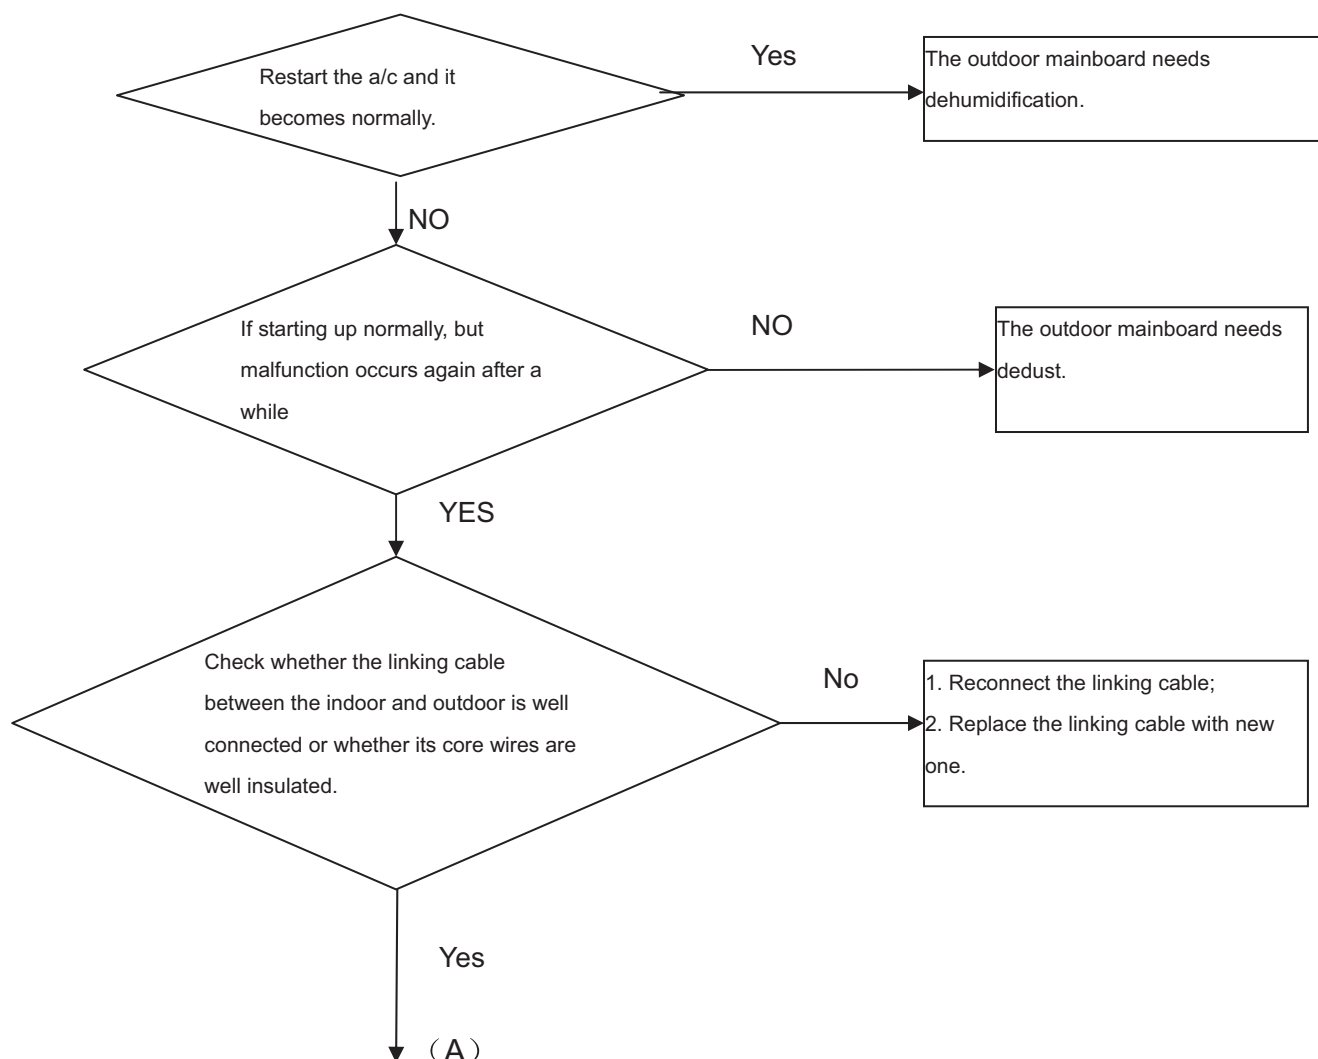 Restart the a/c and it
becomes normally.
Yes
The outdoor mainboard needs
dehumidification.
NO
If starting up normally, but
malfunction occurs again after a
while
NO
The outdoor mainboard needs
dedust.
YES
Check whether the linking cable
between the indoor and outdoor is well
connected or whether its core wires are
well insulated.
No
1. Reconnect the linking cable;
2. Replace the linking cable with new
one.
Yes
（A）